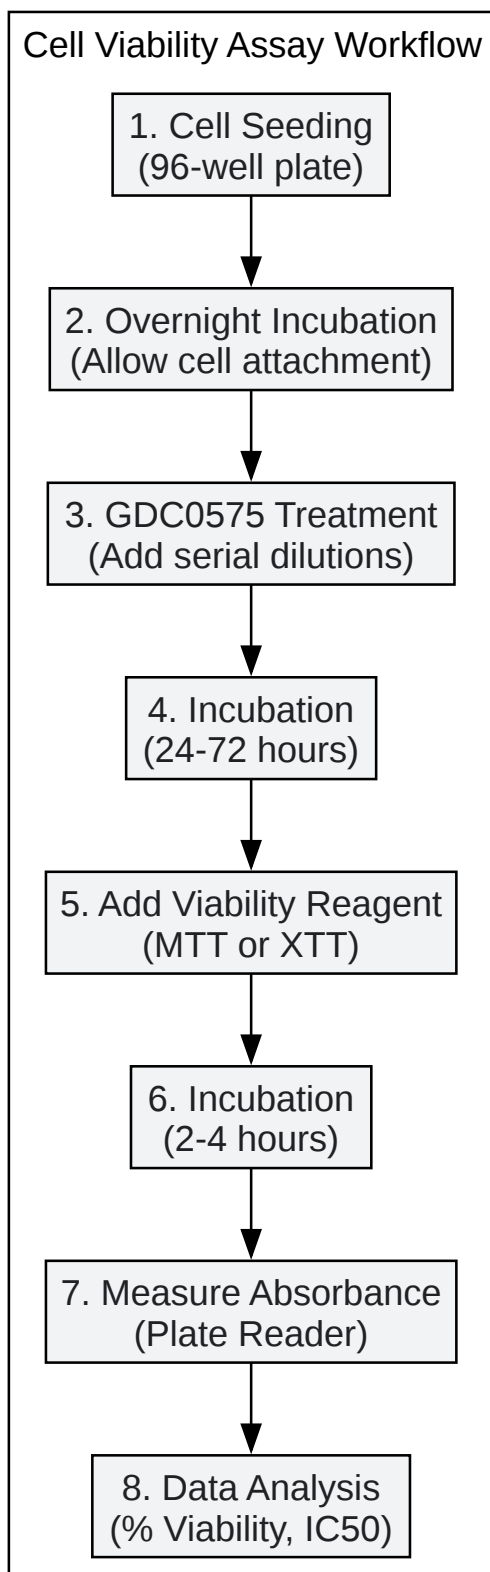 Cell Viability Assay Workflow
1. Cell Seeding
(96-well plate)
2. Overnight Incubation
(Allow cell attachment)
3. GDC0575 Treatment
(Add serial dilutions)
4. Incubation
(24-72 hours)
5. Add Viability Reagent
(MTT or XTT)
6. Incubation
(2-4 hours)
7. Measure Absorbance
(Plate Reader)
8. Data Analysis
(% Viability, IC50)